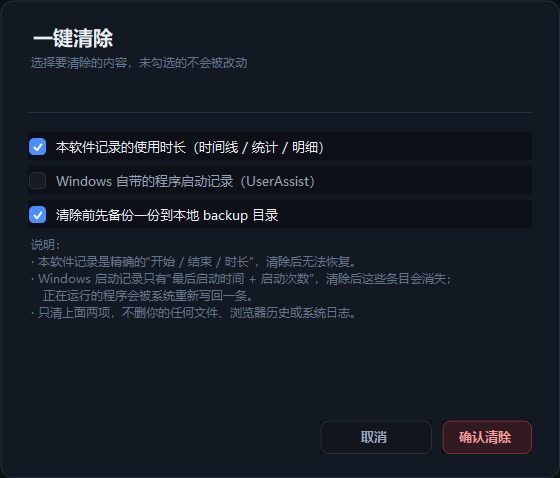 一键清除
选择要清除的内容，未勾选的不会被改动
本软件记录的使用时长（时间线 / 统计 / 明细）
Windows 自带的程序启动记录（UserAssist）
清除前先备份一份到本地 backup 目录
说明：
· 本软件记录是精确的"开始 / 结束 / 时长"，清除后无法恢复。
· Windows 启动记录只有"最后启动时间 + 启动次数"，清除后这些条目会消失；
正在运行的程序会被系统重新写回一条。
· 只清上面两项，不删你的任何文件、浏览器历史或系统日志。
取消
确认清除